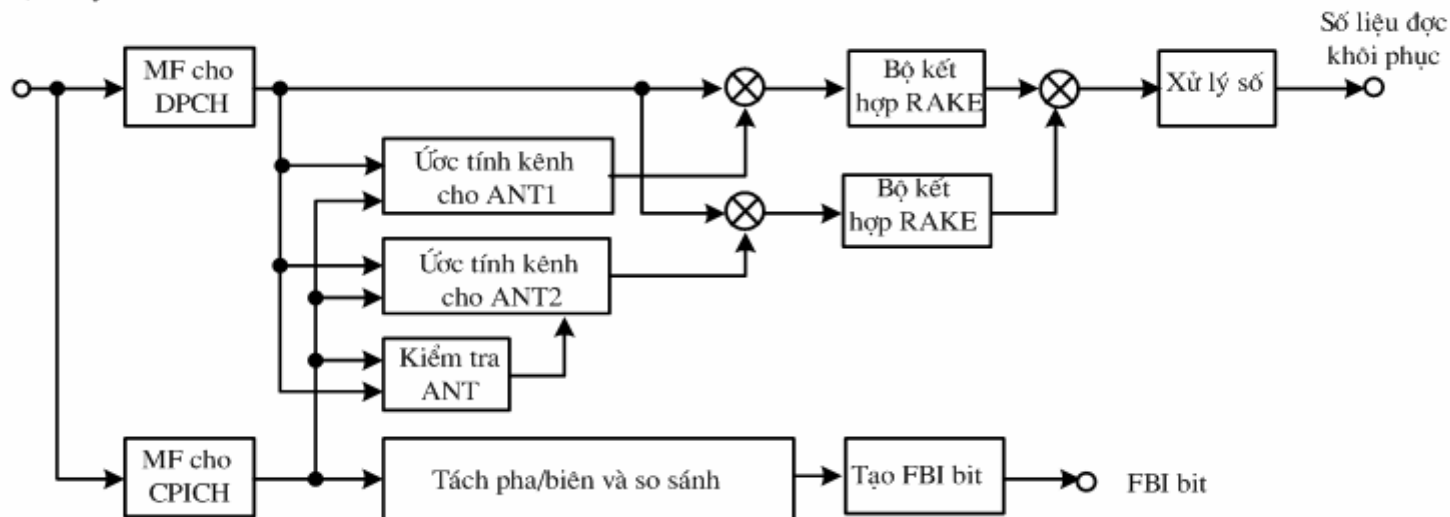 Số liệu đợc
khôi phục
MF cho
DPCH
Bộ kết
hợp RAKE
Xử lý số
Ước tính kênh
cho ANT1
Bộ kết
hợp RAKE
Ước tính kênh
cho ANT2
Kiểm tra
ANT
MF cho
CPICH
Tách pha/biên và so sánh
Tạo FBI bit
FBI bit